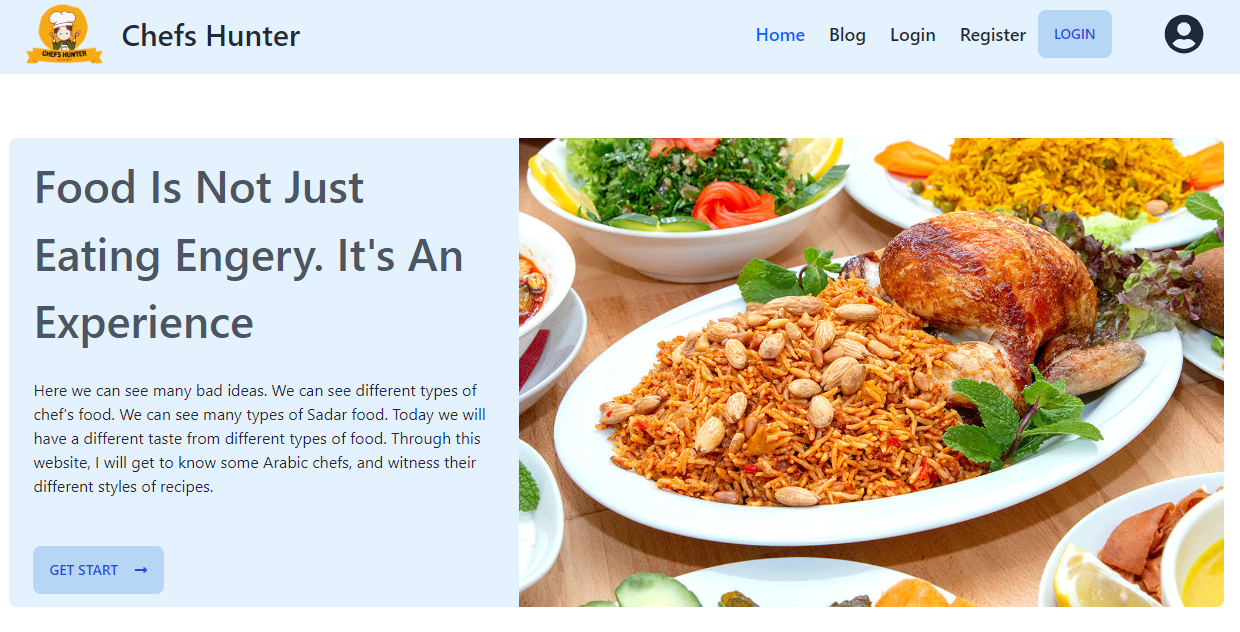 CHEFS HUNTER
Chefs Hunter
Home
Blog
Login
Register
LOGIN
Food Is Not Just
Eating Engery. It's An
Experience
Here we can see many bad ideas. We can see different types of
chef's food. We can see many types of Sadar food. Today we will
have a different taste from different types of food. Through this
website, I will get to know some Arabic chefs, and witness their
different styles of recipes.
GET START